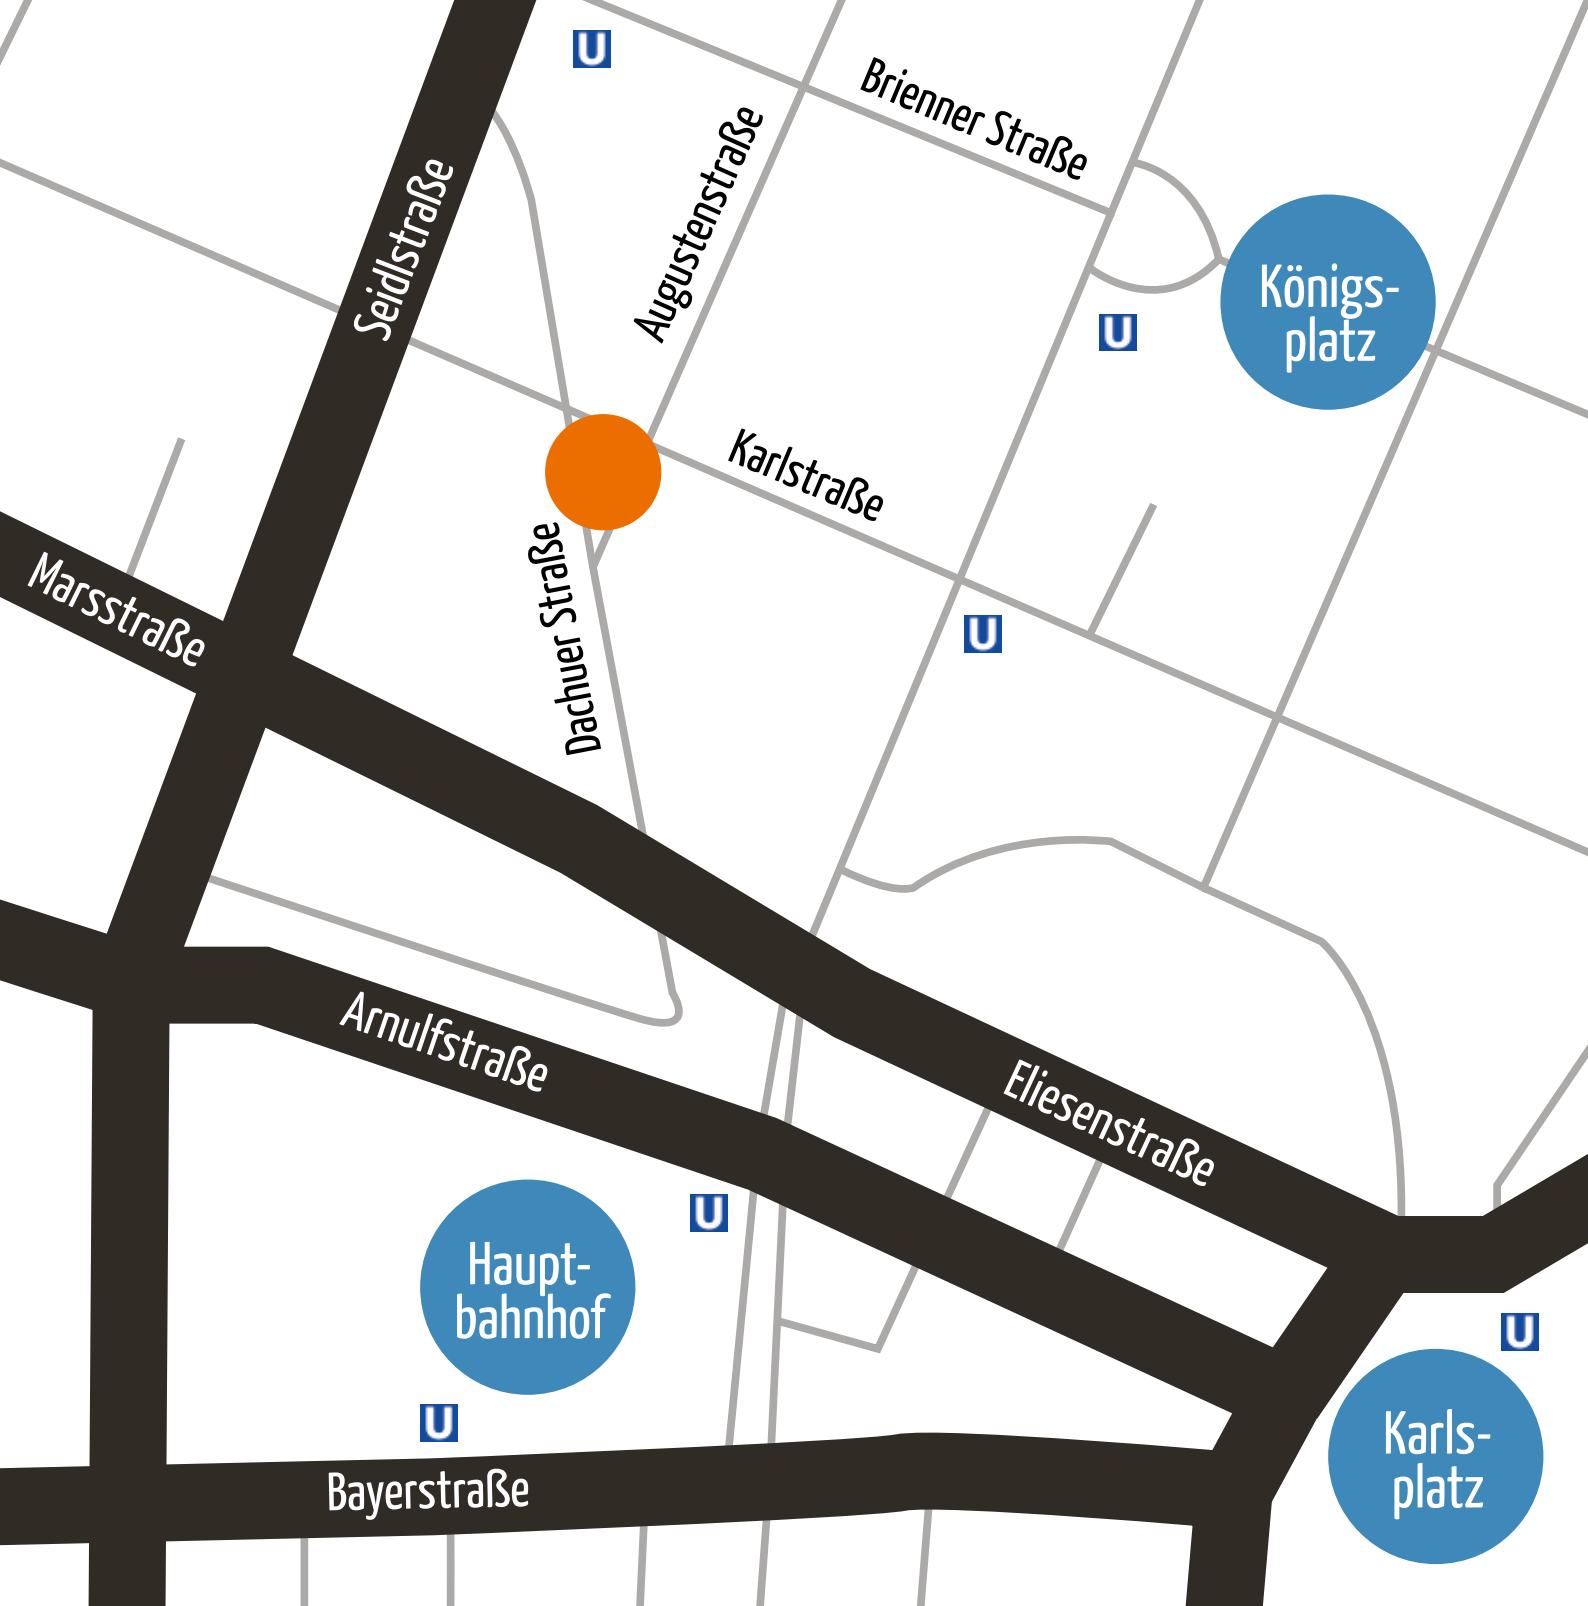 U
Brienner Straße
Augustenstraße
Seidlstraße
Königs-
platz
U
Karlstraße
Marsstraße
Dachuer Straße
U
Arnulfstraße
Eliesenstraße
U
Haupt-
bahnhof
U
Karls-
platz
U
Bayerstraße